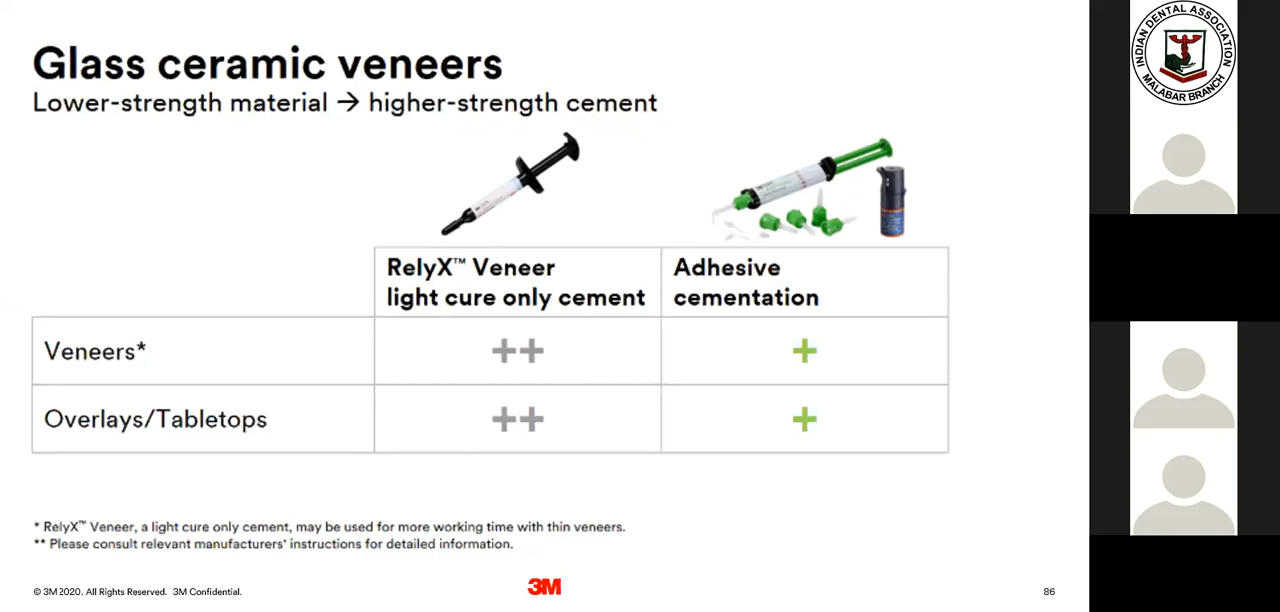 Glass ceramic veneers
Lower-strength material → higher-strength cement
RelyX™ Veneer
light cure only cement
Adhesive
cementation
Veneers*
++
+
Overlays/Tabletops
++
+
* RelyX™ Veneer, a light cure only cement, may be used for more working time with thin veneers.
** Please consult relevant manufacturers' instructions for detailed information.
© 3M 2020. All Rights Reserved. 3M Confidential.
3M
86
INDIAN DENTAL ASSOCIATION
MALABAR BRANCH